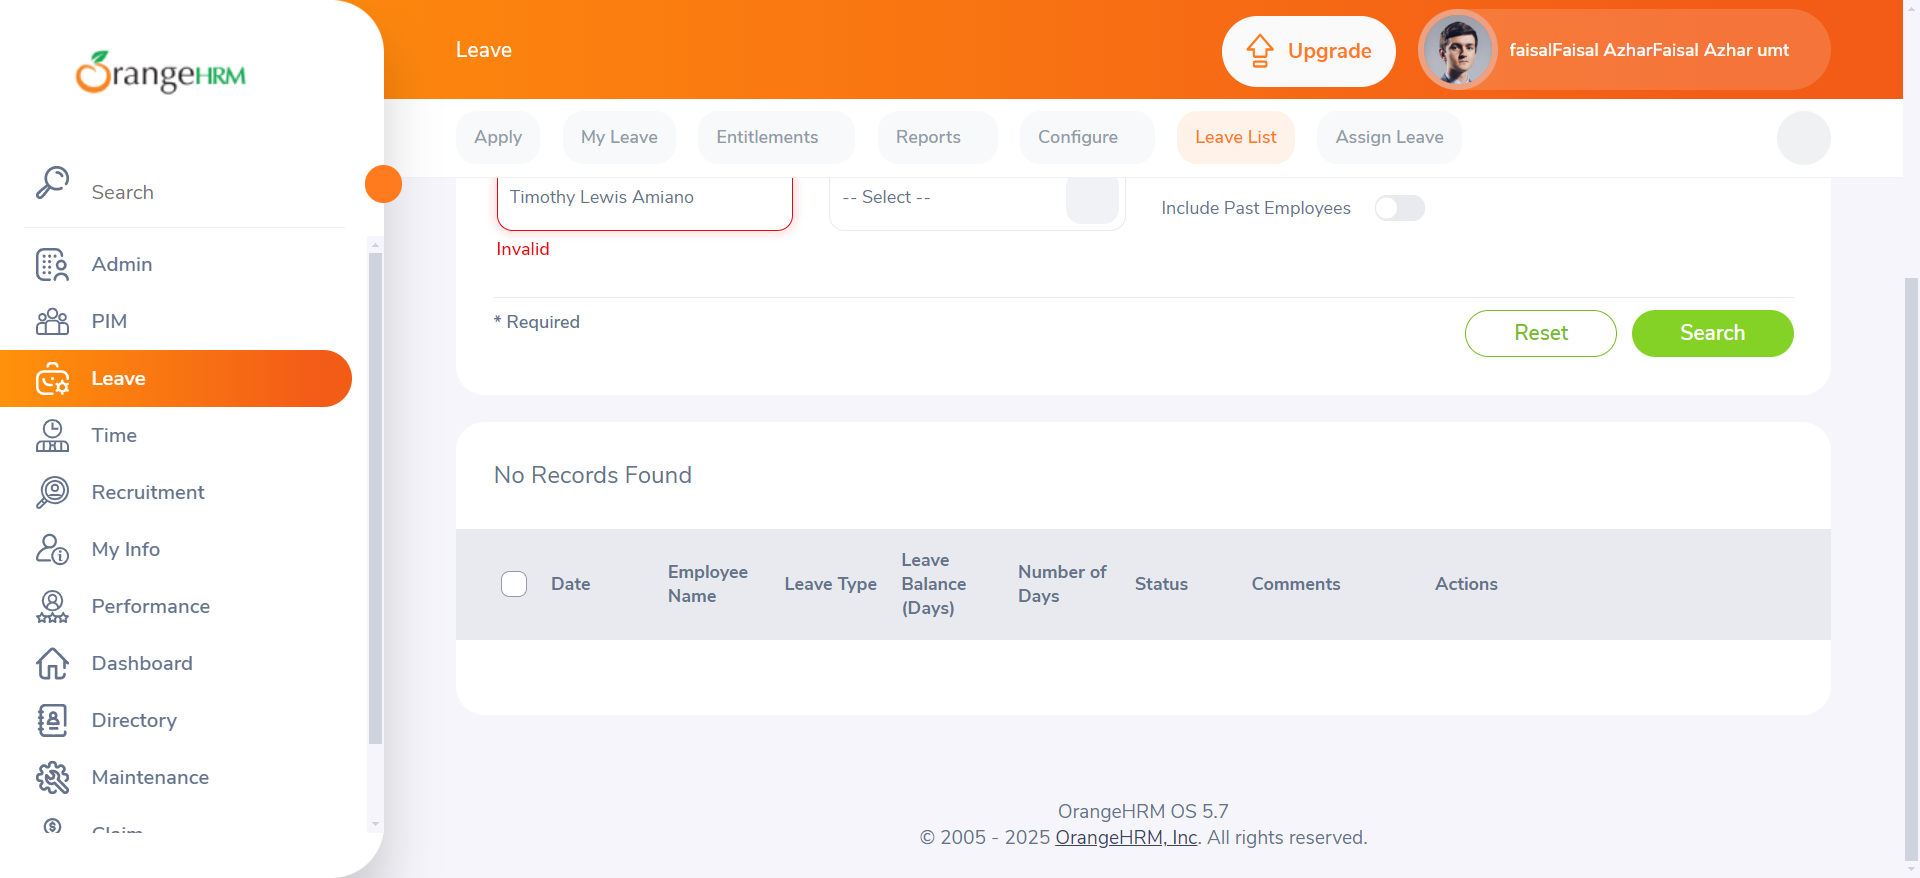 OrangeHRM
Search
Admin
PIM
Leave
Time
Recruitment
My Info
Performance
Dashboard
Directory
Maintenance
Claim
Leave
Upgrade
faisalFaisal AzharFaisal Azhar umt
Apply
My Leave
Entitlements
Reports
Configure
Leave List
Assign Leave
Timothy Lewis Amiano
-- Select --
Include Past Employees
Invalid
* Required
Reset
Search
No Records Found
Date
Employee
Name
Leave Type
Leave
Balance
(Days)
Number of
Days
Status
Comments
Actions
OrangeHRM OS 5.7
© 2005 - 2025 OrangeHRM, Inc. All rights reserved.